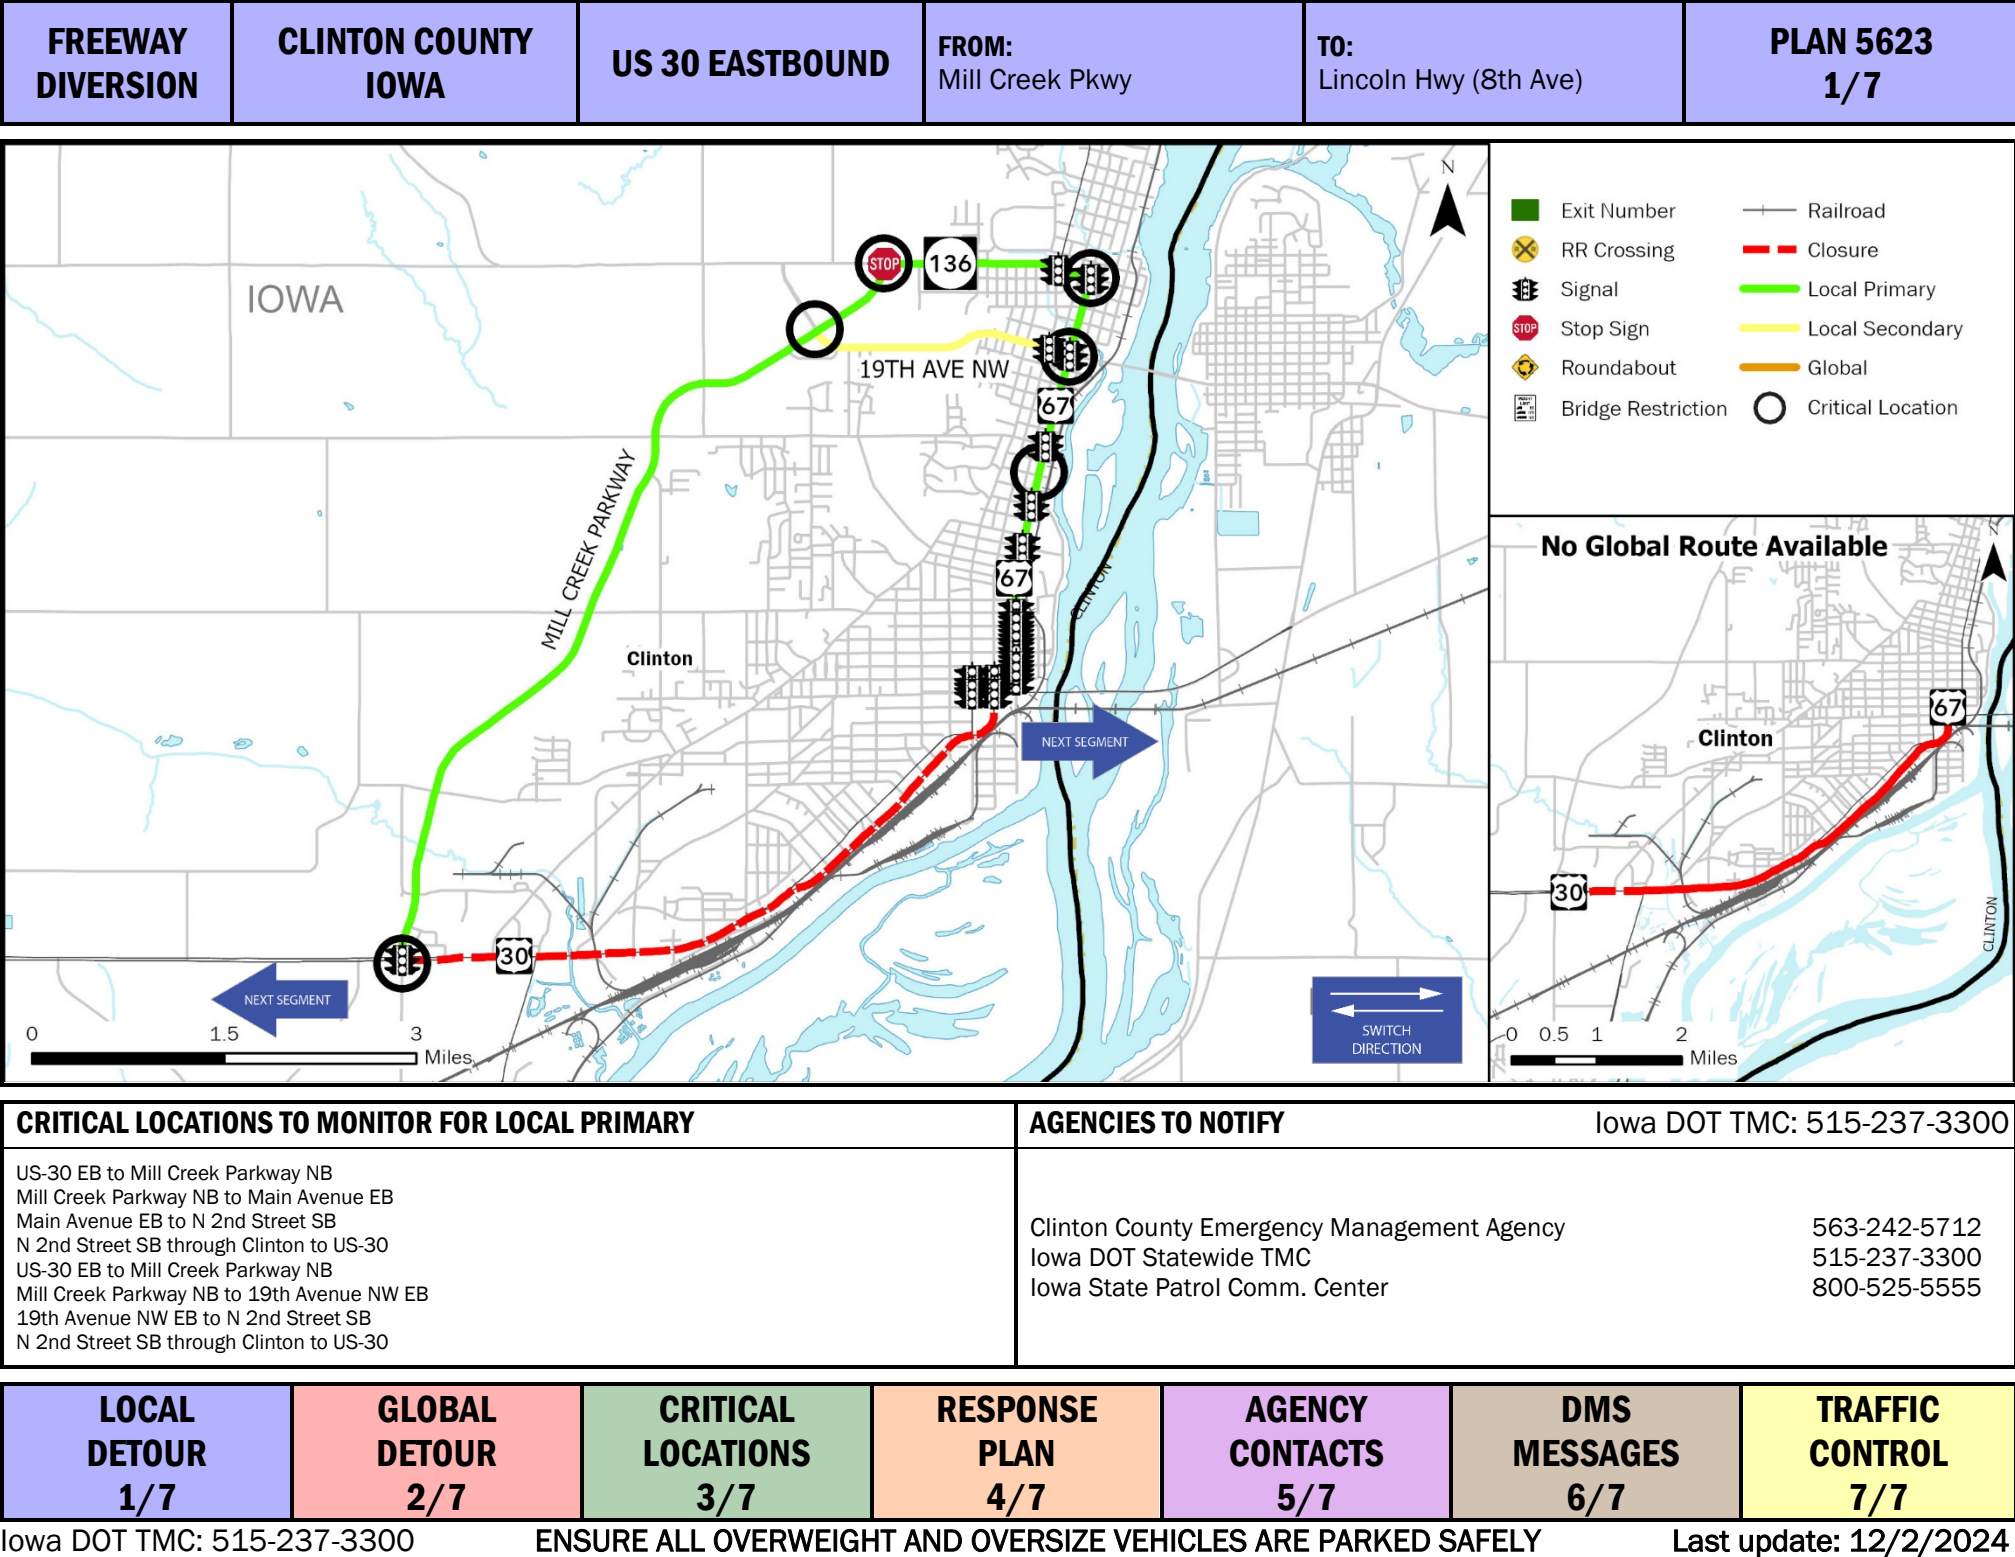 FREEWAY
DIVERSION
CLINTON COUNTY
IOWA
US 30 EASTBOUND
FROM:
Mill Creek Pkwy
TO:
Lincoln Hwy (8th Ave)
PLAN 5623
1/7
IOWA
STOP
136
19TH AVE NW
67
MILL CREEK PARKWAY
67
CLINTON
Clinton
NEXT SEGMENT
30
NEXT SEGMENT
0 1.5 3
Miles
SWITCH
DIRECTION
N
Exit Number
RR Crossing
Signal
STOP
Stop Sign
Roundabout
Bridge Restriction
Railroad
Closure
Local Primary
Local Secondary
Global
Critical Location
No Global Route Available
N
67
Clinton
30
CLINTON
0 0.5 1 2
Miles
CRITICAL LOCATIONS TO MONITOR FOR LOCAL PRIMARY
US-30 EB to Mill Creek Parkway NB
Mill Creek Parkway NB to Main Avenue EB
Main Avenue EB to N 2nd Street SB
N 2nd Street SB through Clinton to US-30
US-30 EB to Mill Creek Parkway NB
Mill Creek Parkway NB to 19th Avenue NW EB
19th Avenue NW EB to N 2nd Street SB
N 2nd Street SB through Clinton to US-30
AGENCIES TO NOTIFY Iowa DOT TMC: 515-237-3300
Clinton County Emergency Management Agency 563-242-5712
Iowa DOT Statewide TMC 515-237-3300
Iowa State Patrol Comm. Center 800-525-5555
LOCAL
DETOUR
1/7
GLOBAL
DETOUR
2/7
CRITICAL
LOCATIONS
3/7
RESPONSE
PLAN
4/7
AGENCY
CONTACTS
5/7
DMS
MESSAGES
6/7
TRAFFIC
CONTROL
7/7
Iowa DOT TMC: 515-237-3300 ENSURE ALL OVERWEIGHT AND OVERSIZE VEHICLES ARE PARKED SAFELY Last update: 12/2/2024